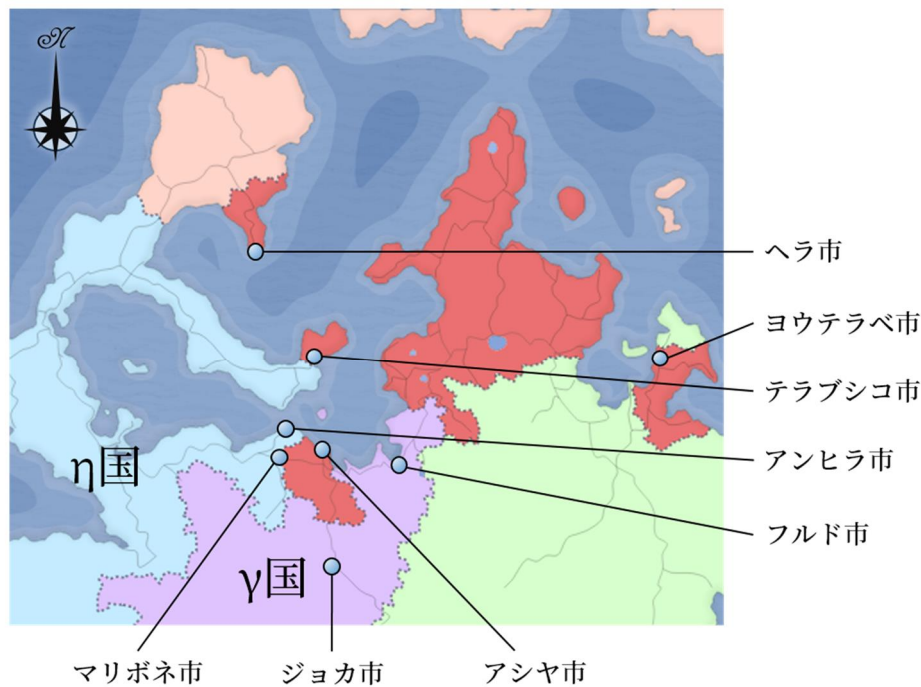 N
ヘラ市
ヨウテラベ市
テラブシコ市
アンヒラ市
η国
フルド市
γ国
マリボネ市
ジョカ市
アシヤ市